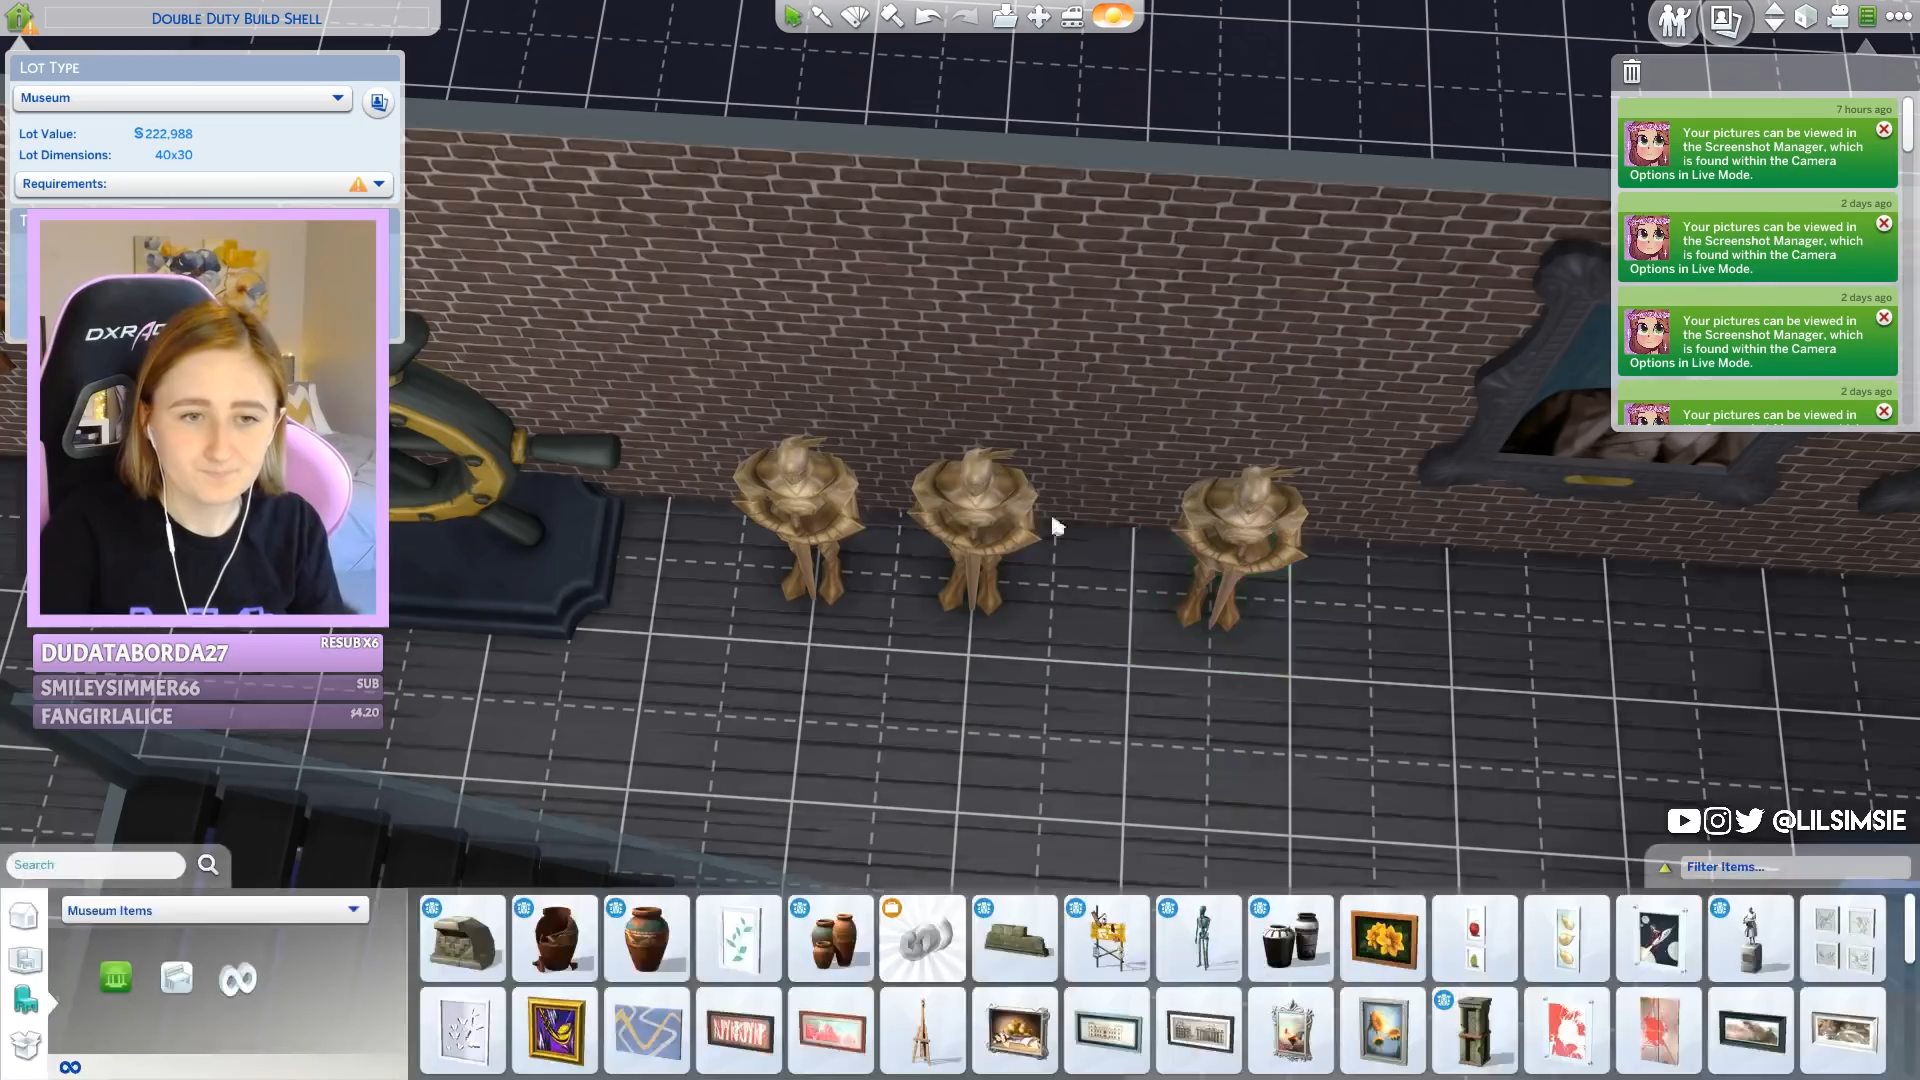 DOUBLE DUTY BUILD SHELL
LOT TYPE
Museum
Lot Value: §222,988
Lot Dimensions: 40x30
Requirements:
T
DXRAC
DUDATABORDA27 RESUB X6
SMILEYSIMMER66 SUB
FANGIRLALICE $4.20
7 hours ago
Your pictures can be viewed in
the Screenshot Manager, which
is found within the Camera
Options in Live Mode.
2 days ago
Your pictures can be viewed in
the Screenshot Manager, which
is found within the Camera
Options in Live Mode.
2 days ago
Your pictures can be viewed in
the Screenshot Manager, which
is found within the Camera
Options in Live Mode.
2 days ago
Your pictures can be viewed in
@LILSIMSIE
Search
Filter Items...
Museum Items